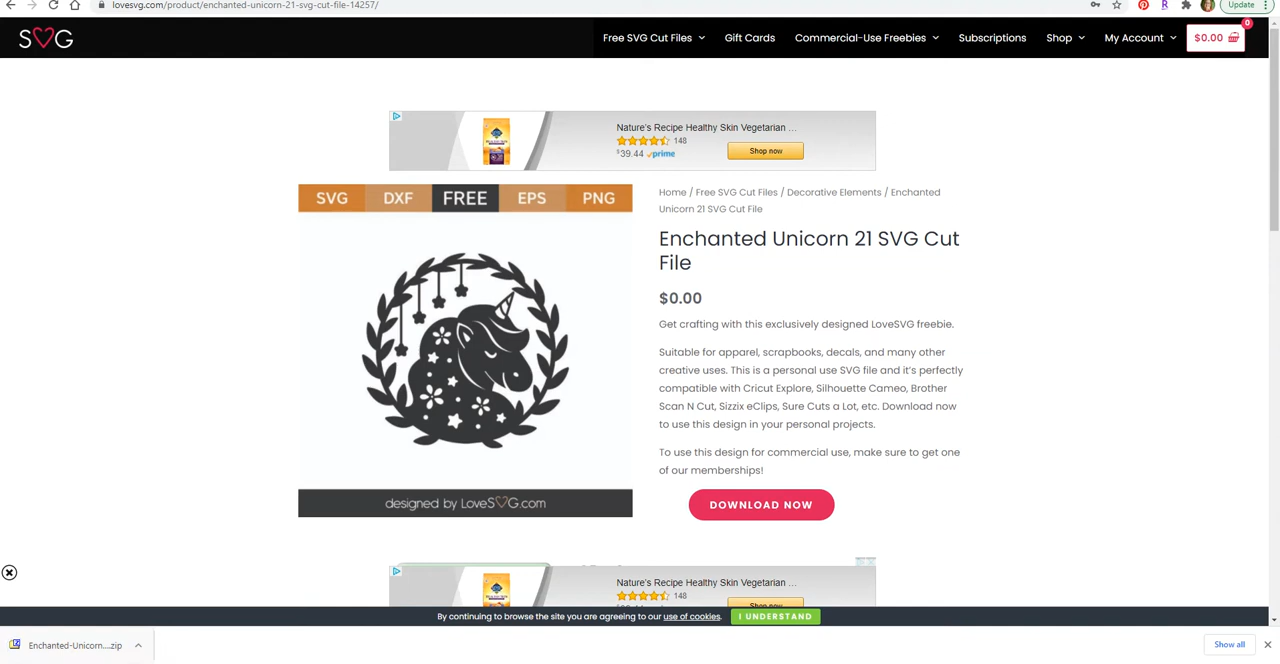 lovesvg.com/product/enchanted-unicorn-21-svg-cut-file-14257/
Update
S♡G
Free SVG Cut Files
Gift Cards
Commercial-Use Freebies
Subscriptions
Shop
My Account
$0.00
0
Nature's Recipe Healthy Skin Vegetarian ...
148
$39.44 prime
Shop now
SVG DXF FREE EPS PNG
Home / Free SVG Cut Files / Decorative Elements / Enchanted
Unicorn 21 SVG Cut File
Enchanted Unicorn 21 SVG Cut
File
$0.00
Get crafting with this exclusively designed LoveSVG freebie.
Suitable for apparel, scrapbooks, decals, and many other
creative uses. This is a personal use SVG file and it's perfectly
compatible with Cricut Explore, Silhouette Cameo, Brother
Scan N Cut, Sizzix eClips, Sure Cuts a Lot, etc. Download now
to use this design in your personal projects.
To use this design for commercial use, make sure to get one
of our memberships!
designed by LoveS♡G.com
DOWNLOAD NOW
Nature's Recipe Healthy Skin Vegetarian ...
148
Shop now
By continuing to browse the site you are agreeing to our use of cookies.
I UNDERSTAND
Enchanted-Unicorn....zip
Show all